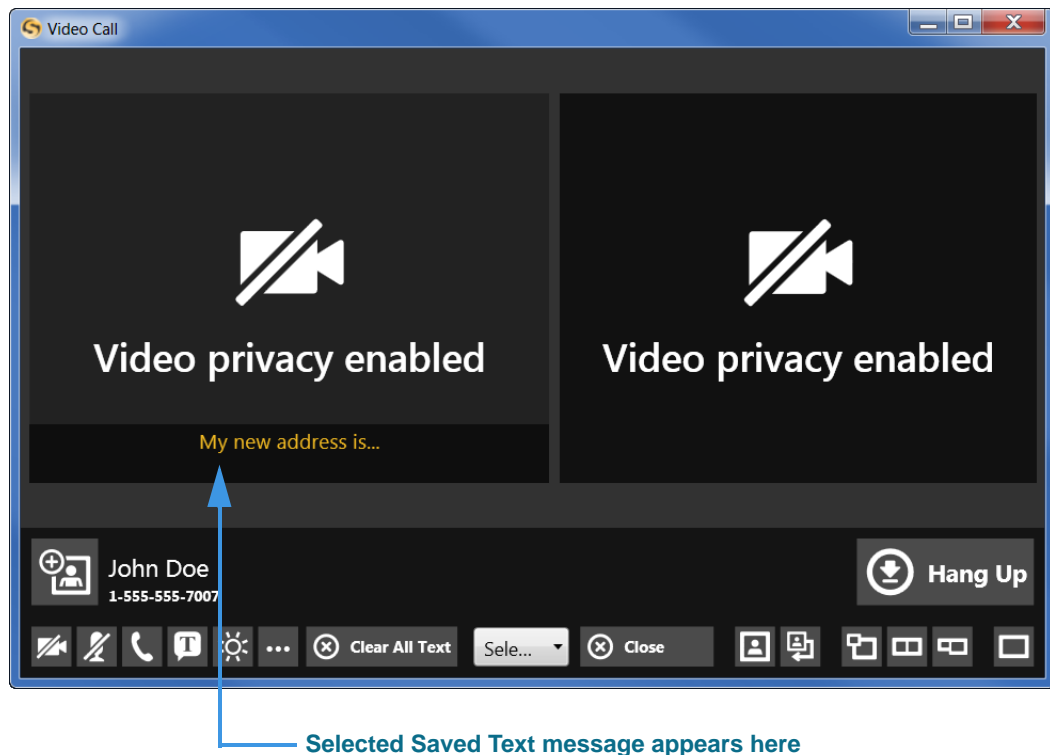 Video Call
Video privacy enabled
Video privacy enabled
My new address is...
John Doe
1-555-555-7007
Hang Up
T
Clear All Text
Sele...
Close
Selected Saved Text message appears here